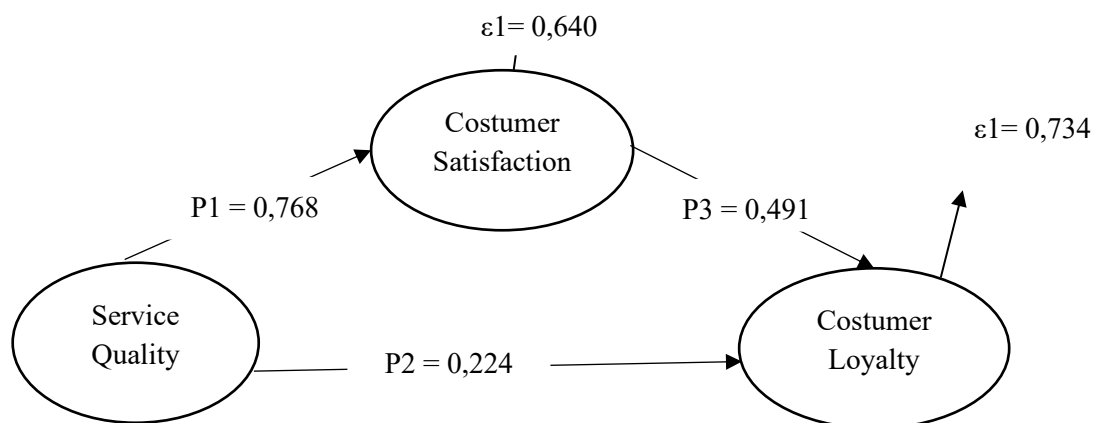 ε1= 0,640
Costumer
Satisfaction
ε1= 0,734
P1 = 0,768
P3 = 0,491
Service
Quality
Costumer
Loyalty
P2 = 0,224